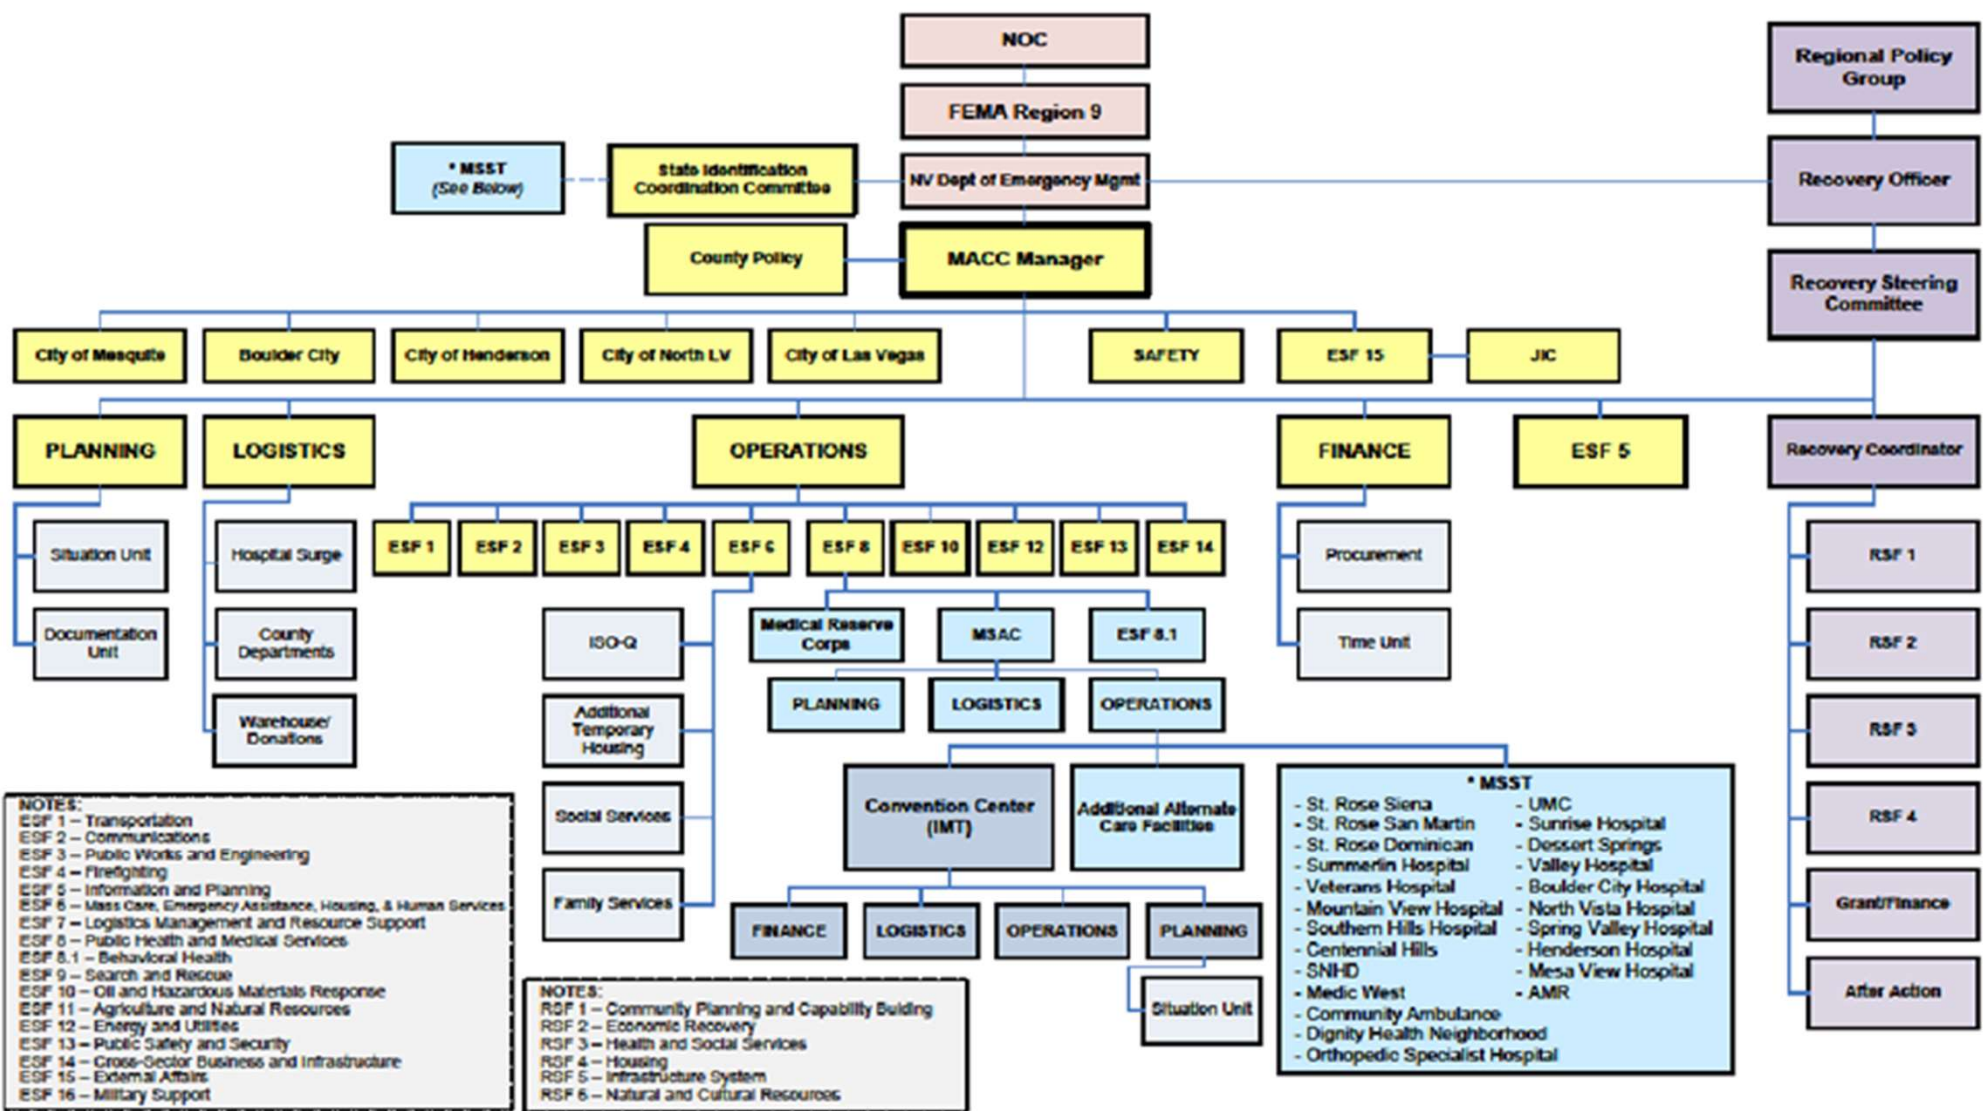 NOC
Regional Policy
Group
FEMA Region 9
* MSST
(See Below)
State Identification
Coordination Committee
NV Dept of Emergency Mgmt
Recovery Officer
County Policy
MACC Manager
Recovery Steering
Committee
City of Mesquite
Boulder City
City of Henderson
City of North LV
City of Las Vegas
SAFETY
ESF 15
JIC
PLANNING
LOGISTICS
OPERATIONS
FINANCE
ESF 5
Recovery Coordinator
Situation Unit
Documentation
Unit
Hospital Surge
County
Departments
Warehouse/
Donations
ESF 1
ESF 2
ESF 3
ESF 4
ESF 6
ESF 8
ESF 10
ESF 12
ESF 13
ESF 14
ISO-Q
Additional
Temporary
Housing
Social Services
Family Services
Medical Reserve
Corps
MSAC
ESF 8.1
PLANNING
LOGISTICS
OPERATIONS
Convention Center
(IMT)
Additional Alternate
Care Facilities
FINANCE
LOGISTICS
OPERATIONS
PLANNING
Situation Unit
Procurement
Time Unit
* MSST
- St. Rose Siena
- St. Rose San Martin
- St. Rose Dominican
- Summerlin Hospital
- Veterans Hospital
- Mountain View Hospital
- Southern Hills Hospital
- Centennial Hills
- SNHD
- Medic West
- Community Ambulance
- Dignity Health Neighborhood
- Orthopedic Specialist Hospital
- UMC
- Sunrise Hospital
- Dessert Springs
- Valley Hospital
- Boulder City Hospital
- North Vista Hospital
- Spring Valley Hospital
- Henderson Hospital
- Mesa View Hospital
- AMR
RSF 1
RSF 2
RSF 3
RSF 4
Grant/Finance
After Action
NOTES:
ESF 1 – Transportation
ESF 2 – Communications
ESF 3 – Public Works and Engineering
ESF 4 – Firefighting
ESF 5 – Information and Planning
ESF 6 – Mass Care, Emergency Assistance, Housing, & Human Services
ESF 7 – Logistics Management and Resource Support
ESF 8 – Public Health and Medical Services
ESF 8.1 – Behavioral Health
ESF 9 – Search and Rescue
ESF 10 – Oil and Hazardous Materials Response
ESF 11 – Agriculture and Natural Resources
ESF 12 – Energy and Utilities
ESF 13 – Public Safety and Security
ESF 14 – Cross-Sector Business and Infrastructure
ESF 15 – External Affairs
ESF 16 – Military Support
NOTES:
RSF 1 – Community Planning and Capability Buiding
RSF 2 – Economic Recovery
RSF 3 – Health and Social Services
RSF 4 – Housing
RSF 5 – Infrastructure System
RSF 6 – Natural and Cultural Resources